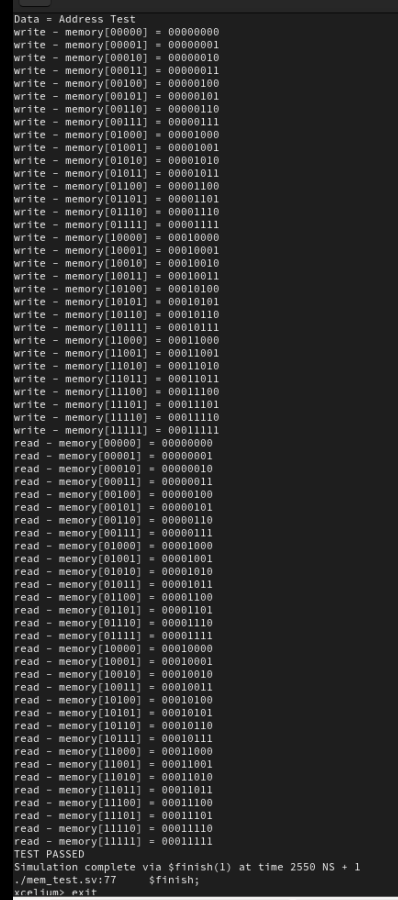 Data = Address Test
write - memory[00000] = 00000000
write - memory[00001] = 00000001
write - memory[00010] = 00000010
write - memory[00011] = 00000011
write - memory[00100] = 00000100
write - memory[00101] = 00000101
write - memory[00110] = 00000110
write - memory[00111] = 00000111
write - memory[01000] = 00001000
write - memory[01001] = 00001001
write - memory[01010] = 00001010
write - memory[01011] = 00001011
write - memory[01100] = 00001100
write - memory[01101] = 00001101
write - memory[01110] = 00001110
write - memory[01111] = 00001111
write - memory[10000] = 00010000
write - memory[10001] = 00010001
write - memory[10010] = 00010010
write - memory[10011] = 00010011
write - memory[10100] = 00010100
write - memory[10101] = 00010101
write - memory[10110] = 00010110
write - memory[10111] = 00010111
write - memory[11000] = 00011000
write - memory[11001] = 00011001
write - memory[11010] = 00011010
write - memory[11011] = 00011011
write - memory[11100] = 00011100
write - memory[11101] = 00011101
write - memory[11110] = 00011110
write - memory[11111] = 00011111
read - memory[00000] = 00000000
read - memory[00001] = 00000001
read - memory[00010] = 00000010
read - memory[00011] = 00000011
read - memory[00100] = 00000100
read - memory[00101] = 00000101
read - memory[00110] = 00000110
read - memory[00111] = 00000111
read - memory[01000] = 00001000
read - memory[01001] = 00001001
read - memory[01010] = 00001010
read - memory[01011] = 00001011
read - memory[01100] = 00001100
read - memory[01101] = 00001101
read - memory[01110] = 00001110
read - memory[01111] = 00001111
read - memory[10000] = 00010000
read - memory[10001] = 00010001
read - memory[10010] = 00010010
read - memory[10011] = 00010011
read - memory[10100] = 00010100
read - memory[10101] = 00010101
read - memory[10110] = 00010110
read - memory[10111] = 00010111
read - memory[11000] = 00011000
read - memory[11001] = 00011001
read - memory[11010] = 00011010
read - memory[11011] = 00011011
read - memory[11100] = 00011100
read - memory[11101] = 00011101
read - memory[11110] = 00011110
read - memory[11111] = 00011111
TEST PASSED
Simulation complete via $finish(1) at time 2550 NS + 1
./mem_test.sv:77     $finish;
xcelium> exit